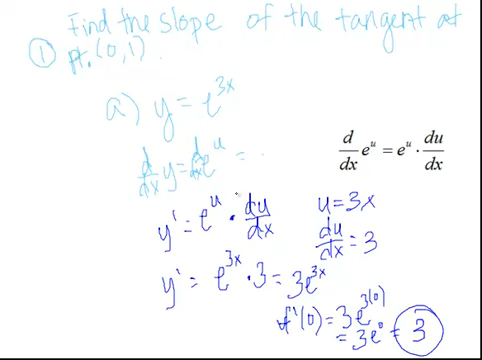 Find the slope of the tangent at
① pt. (0,1).
a) y = e^{3x}
d/dx y = d/dx e^u =
d/dx e^u = e^u · du/dx
y' = e^u · du/dx
u = 3x
du/dx = 3
y' = e^{3x} · 3 = 3e^{3x}
f'(0) = 3e^{3(0)}
= 3e^0 = 3